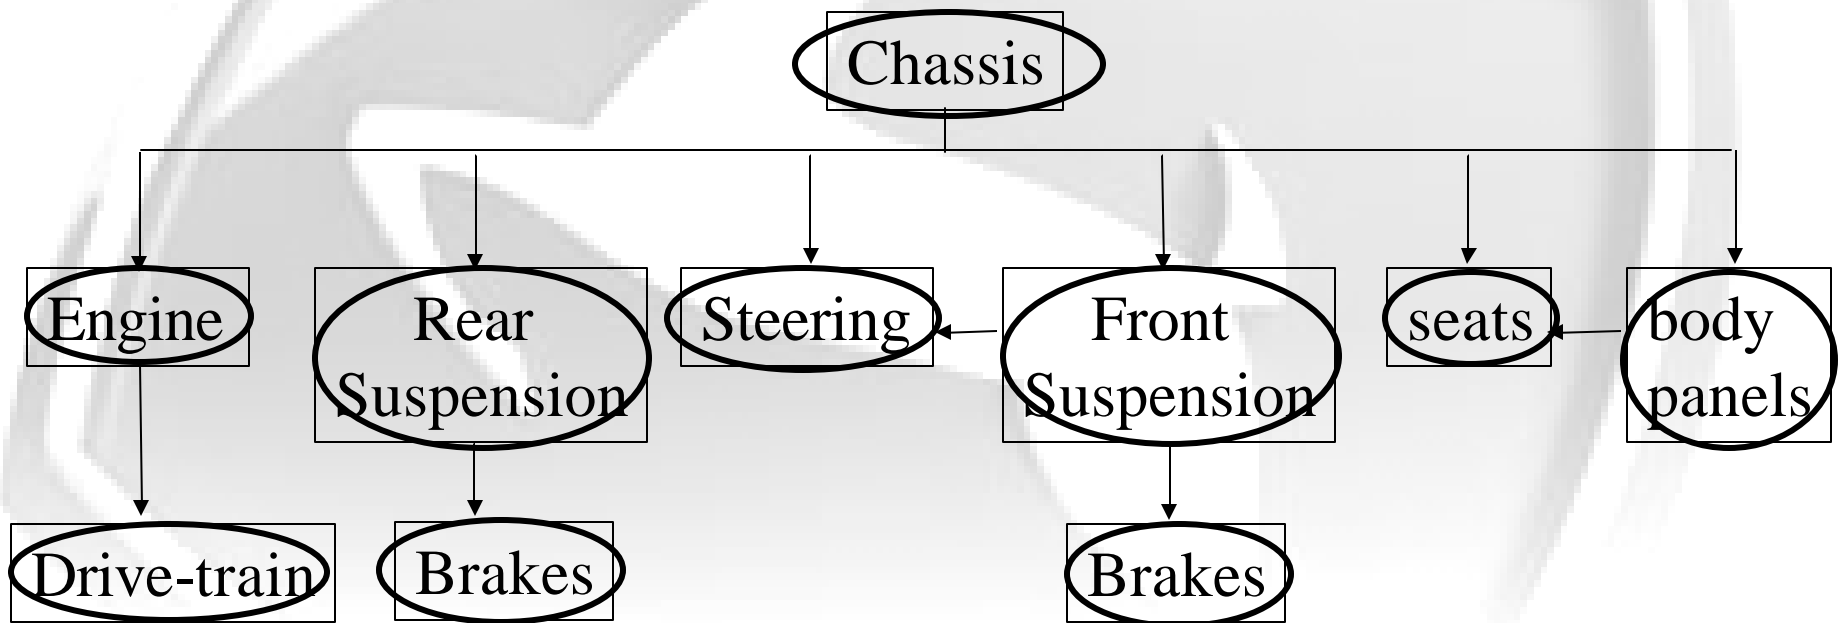 Chassis
Engine
Rear
Suspension
Steering
Front
Suspension
seats
body
panels
Drive-train
Brakes
Brakes